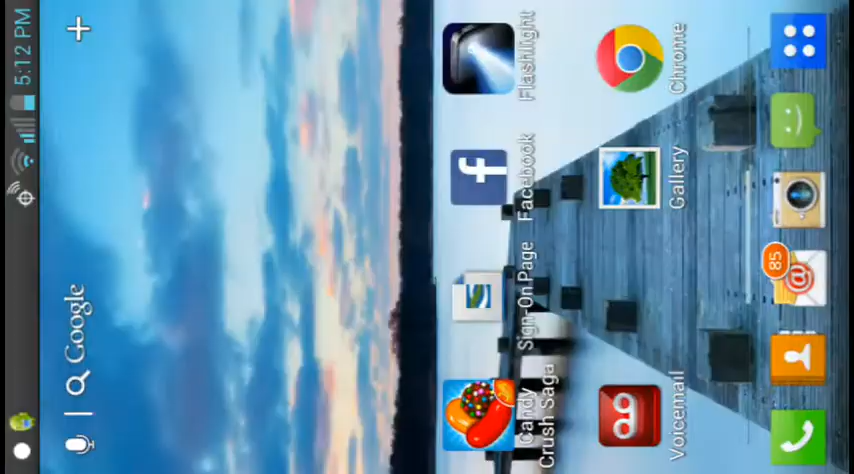 5:12 PM
Google
Candy
Crush Saga
Sign-On Page
Facebook
Flashlight
Voicemail
Gallery
Chrome
85